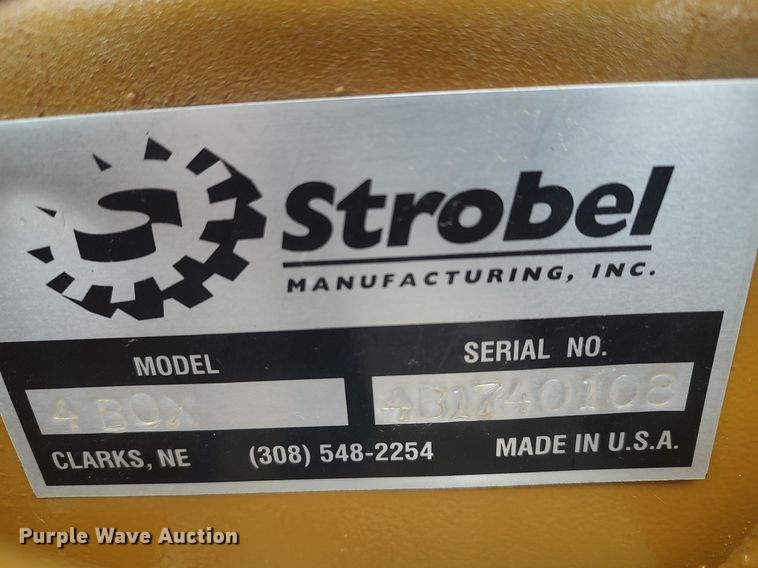 S
Strobel
MANUFACTURING, INC.
MODEL SERIAL NO.
4 BOX 4B1740108
CLARKS, NE (308) 548-2254 MADE IN U.S.A.
Purple Wave Auction